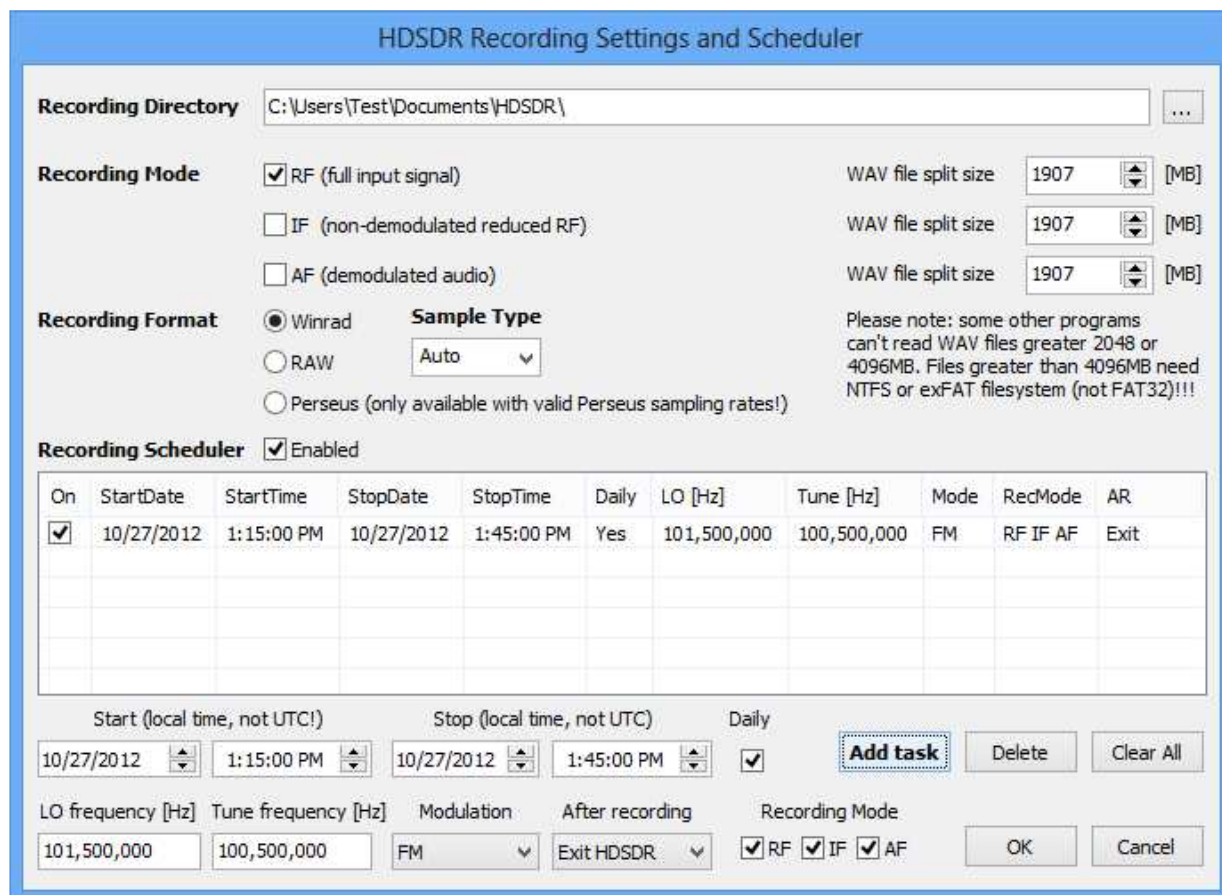 HDSDR Recording Settings and Scheduler
Recording Directory C:\Users\Test\Documents\HDSDR\ ...
Recording Mode RF (full input signal) WAV file split size 1907 [MB]
IF (non-demodulated reduced RF) WAV file split size 1907 [MB]
AF (demodulated audio) WAV file split size 1907 [MB]
Recording Format Winrad Sample Type
RAW Auto
Perseus (only available with valid Perseus sampling rates!)
Please note: some other programs
can't read WAV files greater 2048 or
4096MB. Files greater than 4096MB need
NTFS or exFAT filesystem (not FAT32)!!!
Recording Scheduler Enabled
On StartDate StartTime StopDate StopTime Daily LO [Hz] Tune [Hz] Mode RecMode AR
10/27/2012 1:15:00 PM 10/27/2012 1:45:00 PM Yes 101,500,000 100,500,000 FM RF IF AF Exit
Start (local time, not UTC!) Stop (local time, not UTC) Daily
10/27/2012 1:15:00 PM 10/27/2012 1:45:00 PM Add task Delete Clear All
LO frequency [Hz] Tune frequency [Hz] Modulation After recording Recording Mode
101,500,000 100,500,000 FM Exit HDSDR RF IF AF OK Cancel